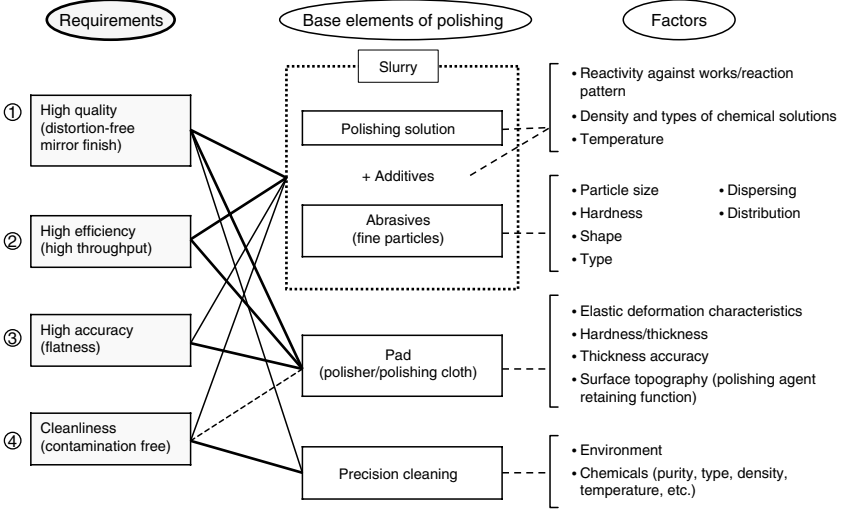 Requirements
Base elements of polishing
Factors
① High quality
(distortion-free
mirror finish)
② High efficiency
(high throughput)
③ High accuracy
(flatness)
④ Cleanliness
(contamination free)
Slurry
Polishing solution
+ Additives
Abrasives
(fine particles)
Pad
(polisher/polishing cloth)
Precision cleaning
• Reactivity against works/reaction
pattern
• Density and types of chemical solutions
• Temperature
• Particle size
• Hardness
• Shape
• Type
• Dispersing
• Distribution
• Elastic deformation characteristics
• Hardness/thickness
• Thickness accuracy
• Surface topography (polishing agent
retaining function)
• Environment
• Chemicals (purity, type, density,
temperature, etc.)